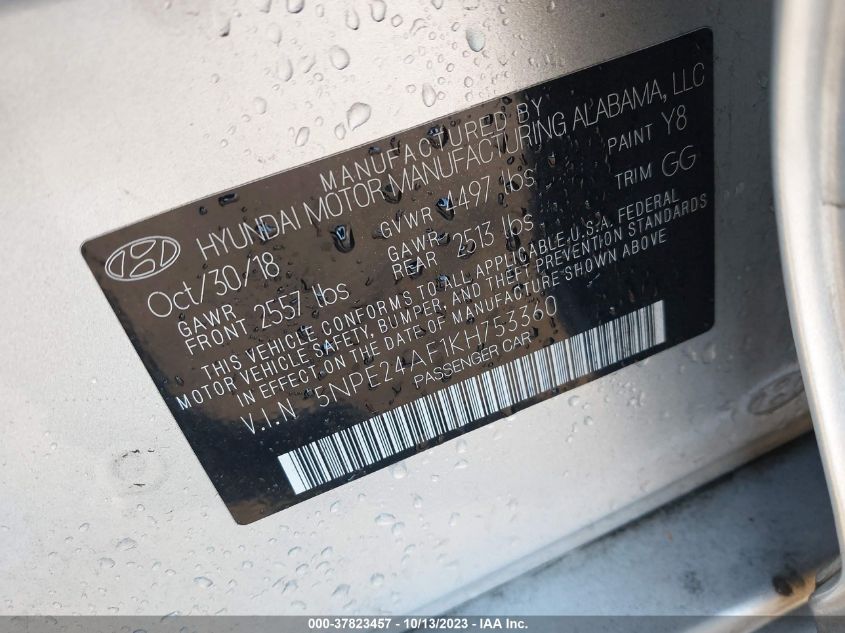 MANUFACTURED BY
HYUNDAI MOTOR MANUFACTURING ALABAMA, LLC
Oct/30/18 GVWR 4497 lbs PAINT Y8
GAWR FRONT 2557 lbs GAWR REAR 2513 lbs TRIM GG
THIS VEHICLE CONFORMS TO ALL APPLICABLE U.S.A. FEDERAL
MOTOR VEHICLE SAFETY, BUMPER, AND THEFT PREVENTION STANDARDS
IN EFFECT ON THE DATE OF MANUFACTURE SHOWN ABOVE
V.I.N 5NPE24AF1KH753360
PASSENGER CAR
000-37823457 - 10/13/2023 - IAA Inc.